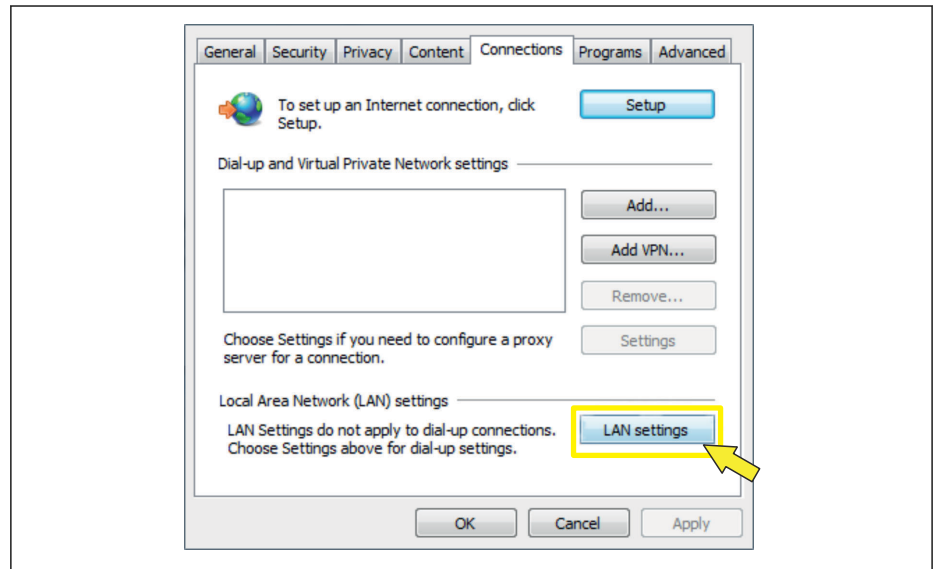 General Security Privacy Content Connections Programs Advanced
To set up an Internet connection, click
Setup.
Setup
Dial-up and Virtual Private Network settings
Add...
Add VPN...
Remove...
Choose Settings if you need to configure a proxy
server for a connection.
Settings
Local Area Network (LAN) settings
LAN Settings do not apply to dial-up connections.
Choose Settings above for dial-up settings.
LAN settings
OK Cancel Apply